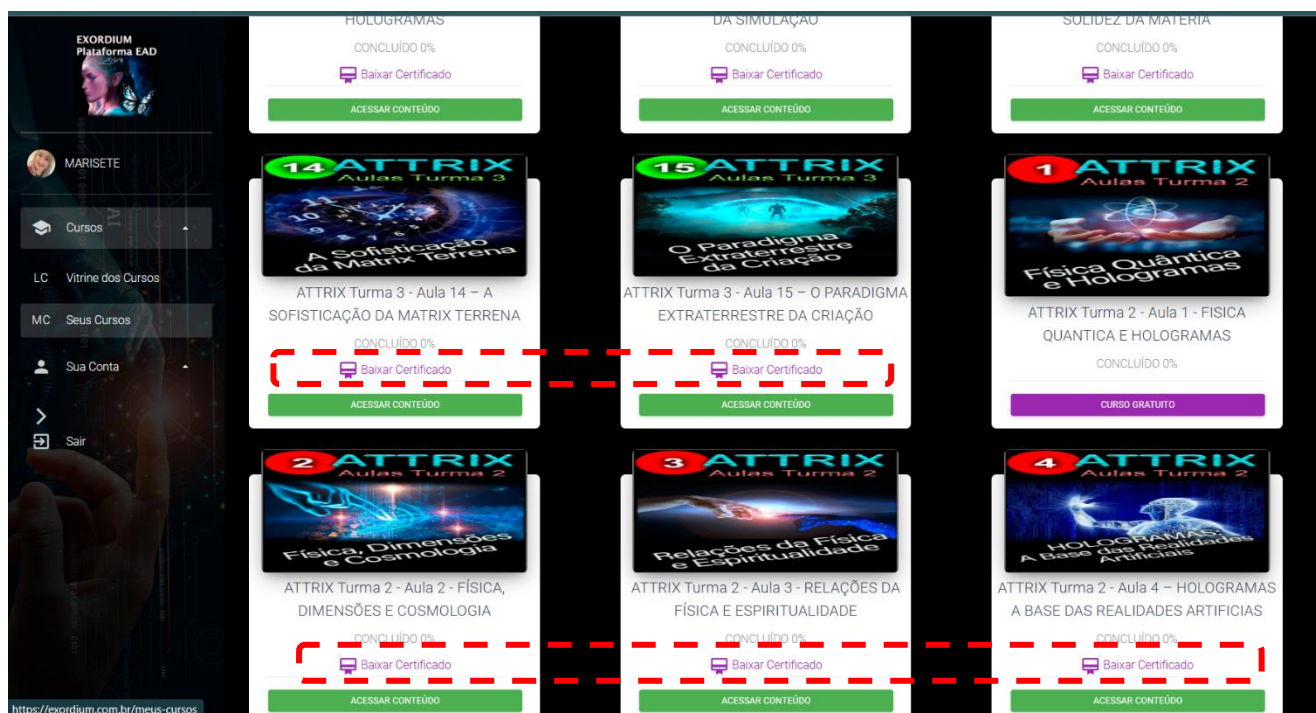 HOLOGRAMAS
DA SIMULAÇÃO
SOLIDEZ DA MATERIA
CONCLUÍDO 0%
CONCLUÍDO 0%
CONCLUÍDO 0%
Baixar Certificado
Baixar Certificado
Baixar Certificado
ACESSAR CONTEÚDO
ACESSAR CONTEÚDO
ACESSAR CONTEÚDO
EXORDIUM
Plataforma EAD
MARISETE
Cursos
LC Vitrine dos Cursos
MC Seus Cursos
Sua Conta
Sair
14 ATTRIX
Aulas Turma 3
A Sofisticação
da Matrix Terrena
ATTRIX Turma 3 - Aula 14 – A
SOFISTICAÇÃO DA MATRIX TERRENA
CONCLUÍDO 0%
Baixar Certificado
ACESSAR CONTEÚDO
15 ATTRIX
Aulas Turma 3
O Paradigma
Extraterrestre
da Criação
ATTRIX Turma 3 - Aula 15 – O PARADIGMA
EXTRATERRESTRE DA CRIAÇÃO
CONCLUÍDO 0%
Baixar Certificado
ACESSAR CONTEÚDO
1 ATTRIX
Aulas Turma 2
Física Quântica
e Hologramas
ATTRIX Turma 2 - Aula 1 - FISICA
QUANTICA E HOLOGRAMAS
CONCLUÍDO 0%
CURSO GRATUITO
2 ATTRIX
Aulas Turma 2
Física, Dimensões
e Cosmologia
ATTRIX Turma 2 - Aula 2 - FÍSICA,
DIMENSÕES E COSMOLOGIA
CONCLUÍDO 0%
Baixar Certificado
ACESSAR CONTEÚDO
3 ATTRIX
Aulas Turma 2
Relações da Física
e Espiritualidade
ATTRIX Turma 2 - Aula 3 - RELAÇÕES DA
FÍSICA E ESPIRITUALIDADE
CONCLUÍDO 0%
Baixar Certificado
ACESSAR CONTEÚDO
4 ATTRIX
Aulas Turma 2
HOLOGRAMAS:
A Base das Realidades
Artificiais
ATTRIX Turma 2 - Aula 4 – HOLOGRAMAS
A BASE DAS REALIDADES ARTIFICIAS
CONCLUÍDO 0%
Baixar Certificado
ACESSAR CONTEÚDO
https://exordium.com.br/meus-cursos